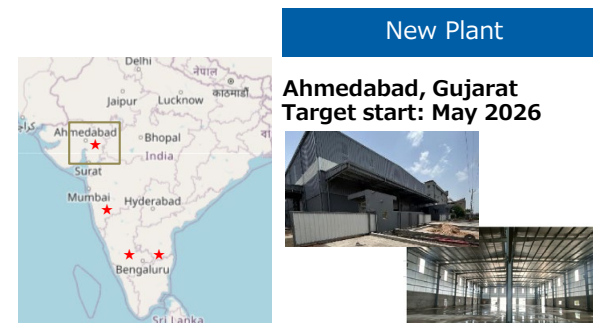 New Plant
Ahmedabad, Gujarat
Target start: May 2026
Delhi
नेपाल
काठमाडौं
Jaipur
Lucknow
Ahmedabad
Bhopal
India
Surat
Mumbai
Hyderabad
Bengaluru
Sri Lanka